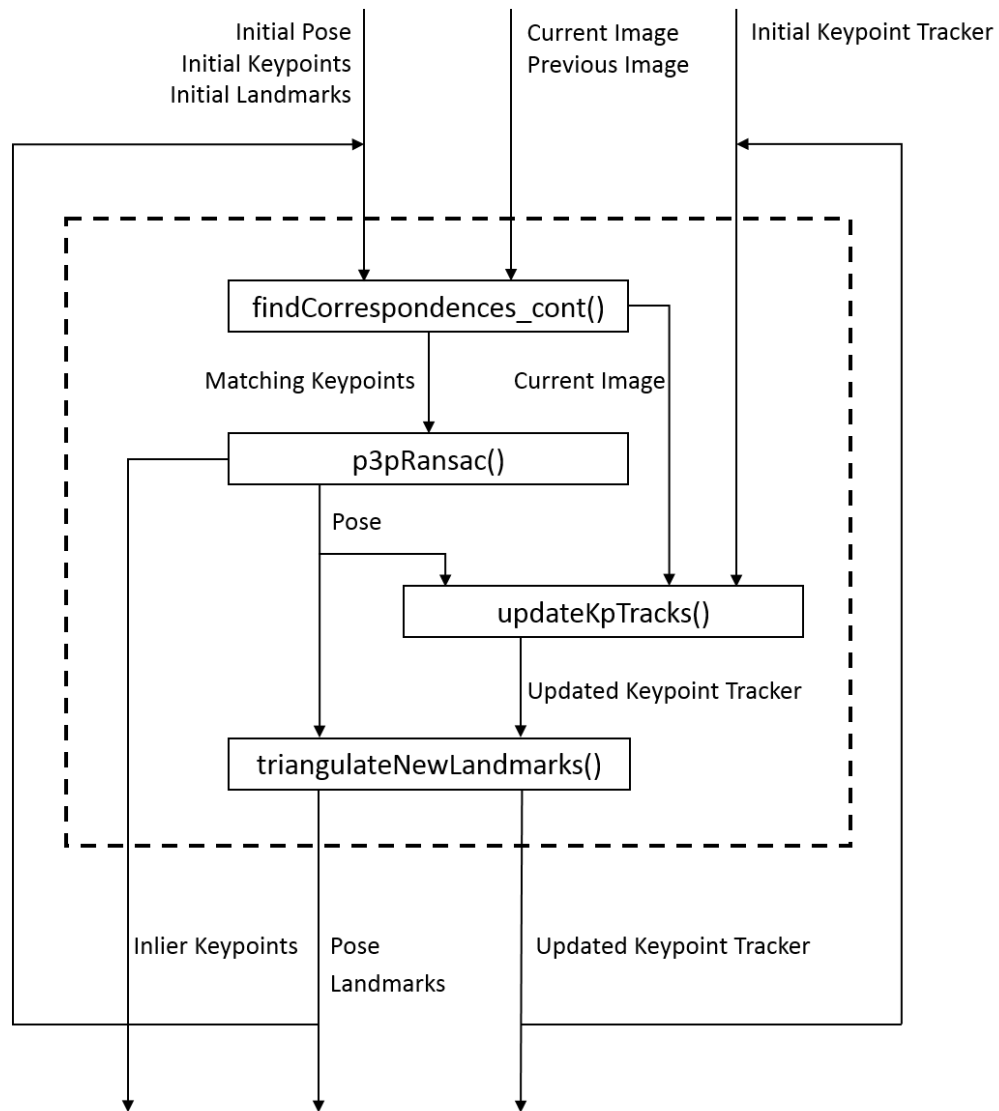 Initial Pose
Initial Keypoints
Initial Landmarks
Current Image
Previous Image
Initial Keypoint Tracker
findCorrespondences_cont()
Matching Keypoints
Current Image
p3pRansac()
Pose
updateKpTracks()
Updated Keypoint Tracker
triangulateNewLandmarks()
Inlier Keypoints
Pose
Landmarks
Updated Keypoint Tracker